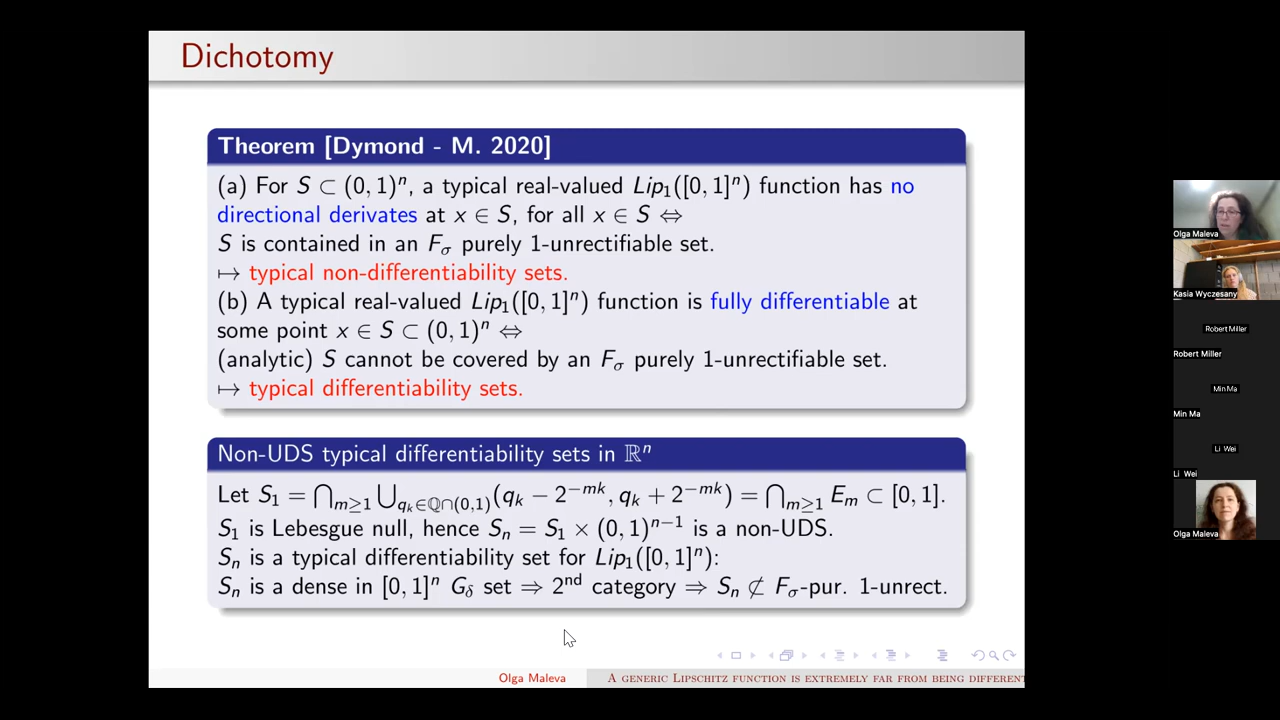 Dichotomy
Theorem [Dymond - M. 2020]
(a) For S ⊂ (0, 1)ⁿ, a typical real-valued Lip₁([0, 1]ⁿ) function has no
directional derivates at x ∈ S, for all x ∈ S ⇔
S is contained in an F_σ purely 1-unrectifiable set.
↦ typical non-differentiability sets.
(b) A typical real-valued Lip₁([0, 1]ⁿ) function is fully differentiable at
some point x ∈ S ⊂ (0, 1)ⁿ ⇔
(analytic) S cannot be covered by an F_σ purely 1-unrectifiable set.
↦ typical differentiability sets.
Non-UDS typical differentiability sets in ℝⁿ
Let S₁ = ⋂_{m≥1} ⋃_{q_k∈ℚ∩(0,1)}(q_k − 2^{−mk}, q_k + 2^{−mk}) = ⋂_{m≥1} E_m ⊂ [0, 1].
S₁ is Lebesgue null, hence S_n = S₁ × (0, 1)^{n−1} is a non-UDS.
S_n is a typical differentiability set for Lip₁([0, 1]ⁿ):
S_n is a dense in [0, 1]ⁿ G_δ set ⇒ 2nd category ⇒ S_n ⊄ F_σ-pur. 1-unrect.
Olga Maleva
A GENERIC LIPSCHITZ FUNCTION IS EXTREMELY FAR FROM BEING DIFFEREN
Olga Maleva
Kasia Wyczesany
Robert Miller
Robert Miller
Min Ma
Min Ma
Li Wei
Li Wei
Olga Maleva